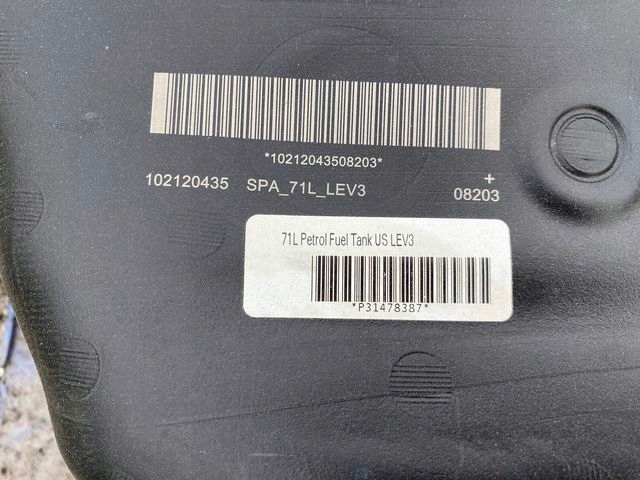 *10212043508203*
102120435 SPA_71L_LEV3 +
08203
71L Petrol Fuel Tank US LEV3
*P31478387*